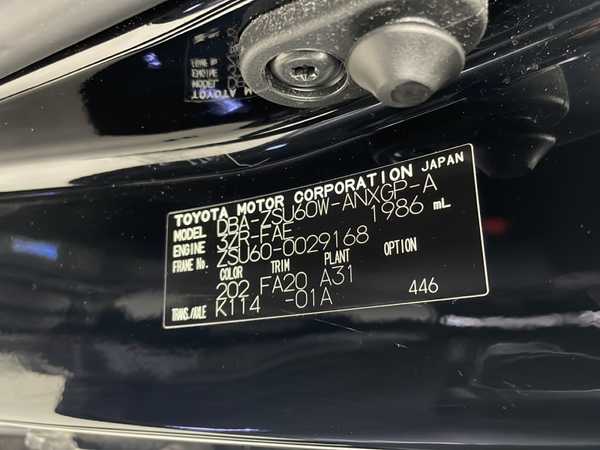 TOYOTA MOTOR CORPORATION JAPAN
MODEL DBA-ZSU60W-ANXGP-A
ENGINE 3ZR-FAE 1986 mL
FRAME No. ZSU60-0029168
COLOR TRIM PLANT OPTION
202 FA20 A31
TRANS./AXLE K114 -01A 446